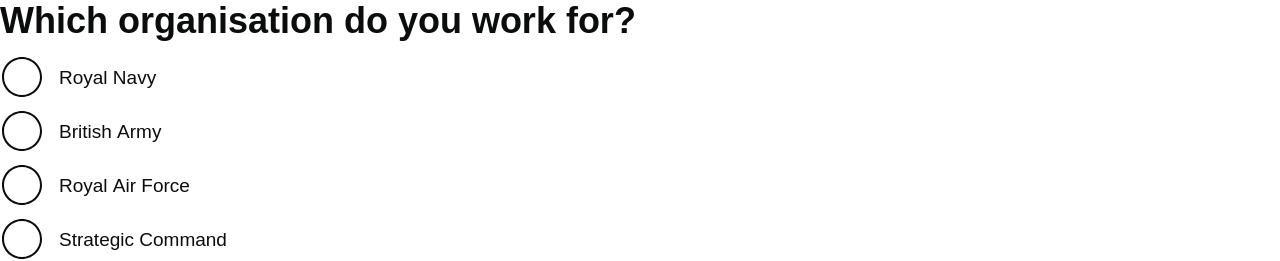 Which organisation do you work for?
Royal Navy
British Army
Royal Air Force
Strategic Command